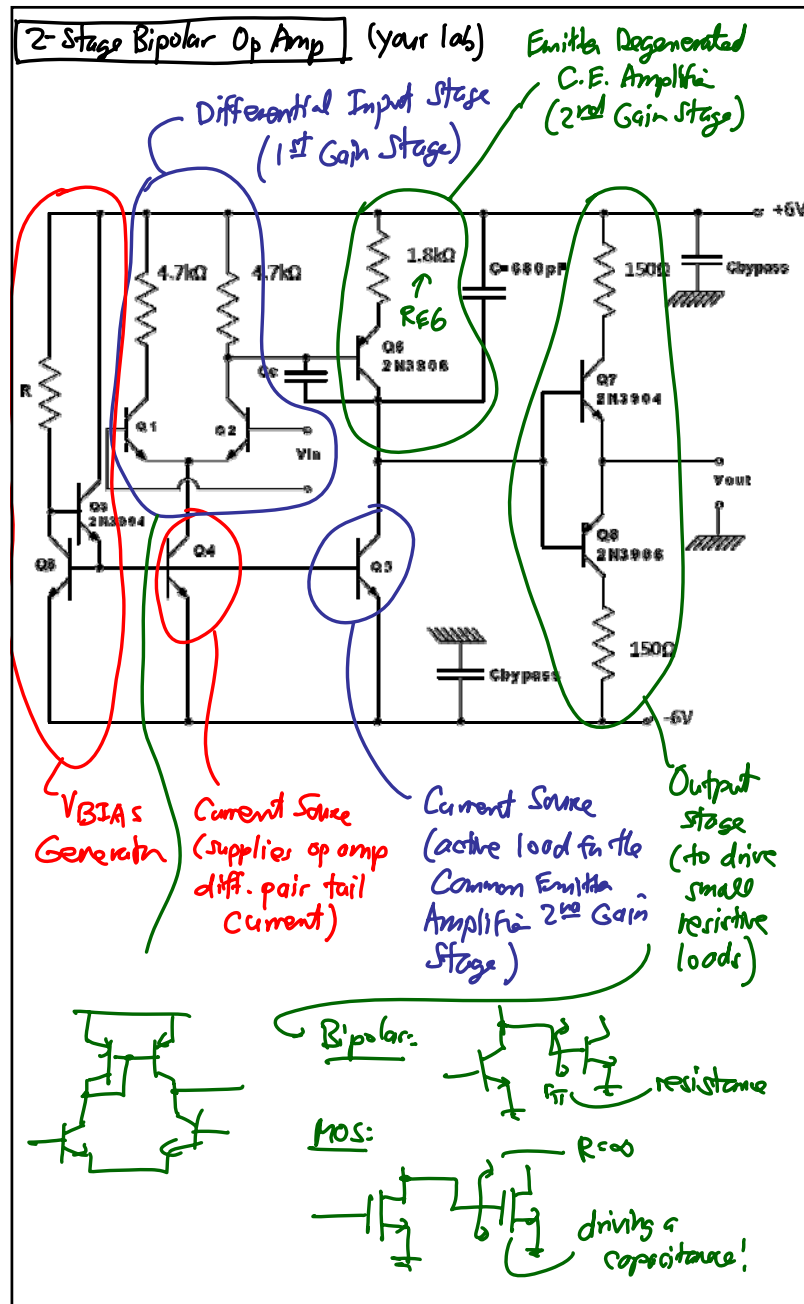 2-Stage Bipolar Op Amp (your lab)
Emitter Degenerated
C.E. Amplifier
(2nd Gain Stage)
Differential Input Stage
(1st Gain Stage)
+6V
4.7kΩ
4.7kΩ
1.8kΩ
↑
REG
C=680pF
150Ω
Cbypass
R
Cc
Q6
2N3906
Q7
2N3904
Q1
Q2
Vin
Vout
Q3
2N3904
Q8
2N3906
Q4
Q5
150Ω
Cbypass
-6V
VBIAS
Generator
Current Source
(supplies op amp
diff. pair tail
Current)
Current Source
(active load for the
Common Emitter
Amplifier 2nd Gain
Stage)
Output
stage
(to drive
small
resistive
loads)
Bipolar:
rπ
resistance
MOS:
R=∞
driving a
capacitance!